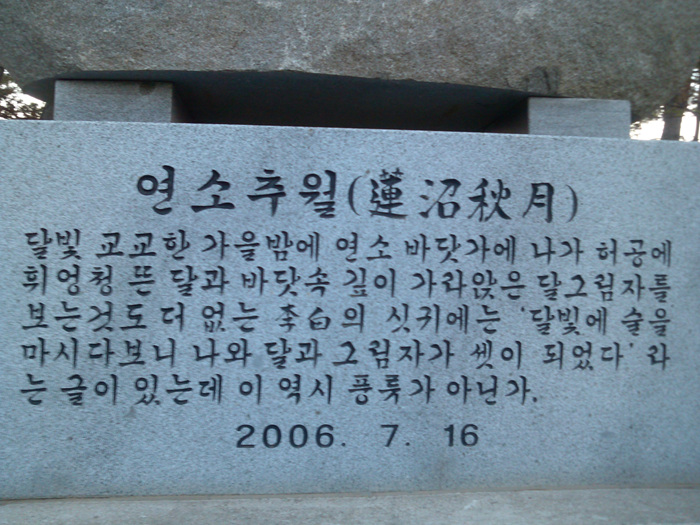 연소추월(蓮沼秋月)
달빛 교교한 가을밤에 연소 바닷가에 나가 허공에
휘엉청 뜬 달과 바닷속 깊이 가라앉은 달그림자를
보는것도 더 없는 李白의 싯귀에는 '달빛에 술을
마시다보니 나와 달과 그림자가 셋이 되었다' 라
는 글이 있는데 이 역시 풍륫가 아닌가.
2006. 7. 16